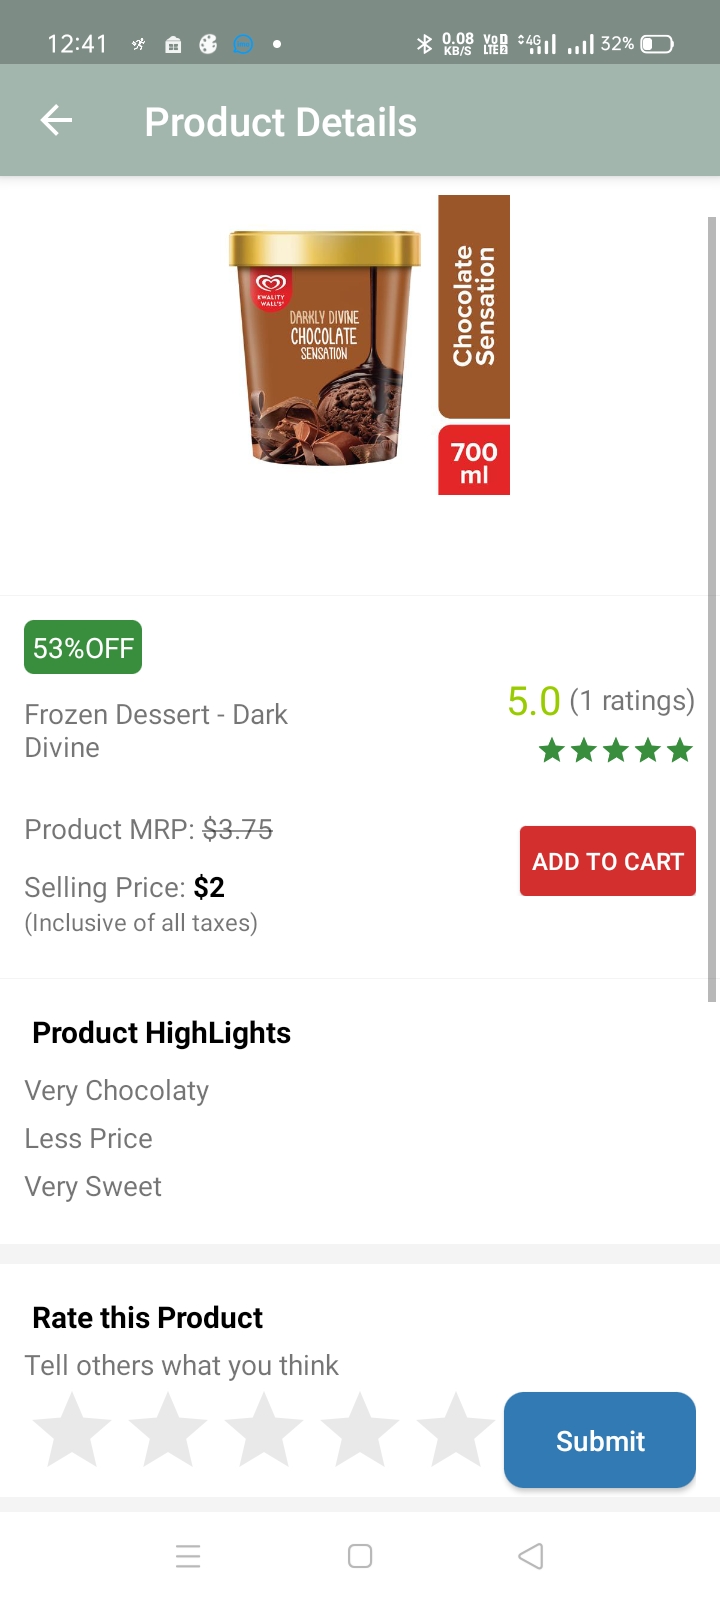 12:41
0.08 KB/S
4G
32%
Product Details
KWALITY
WALL'S
DARKLY DIVINE
CHOCOLATE
SENSATION
Chocolate
Sensation
700
ml
53%OFF
Frozen Dessert - Dark
Divine
5.0 (1 ratings)
Product MRP: $3.75
Selling Price: $2
(Inclusive of all taxes)
ADD TO CART
Product HighLights
Very Chocolaty
Less Price
Very Sweet
Rate this Product
Tell others what you think
Submit